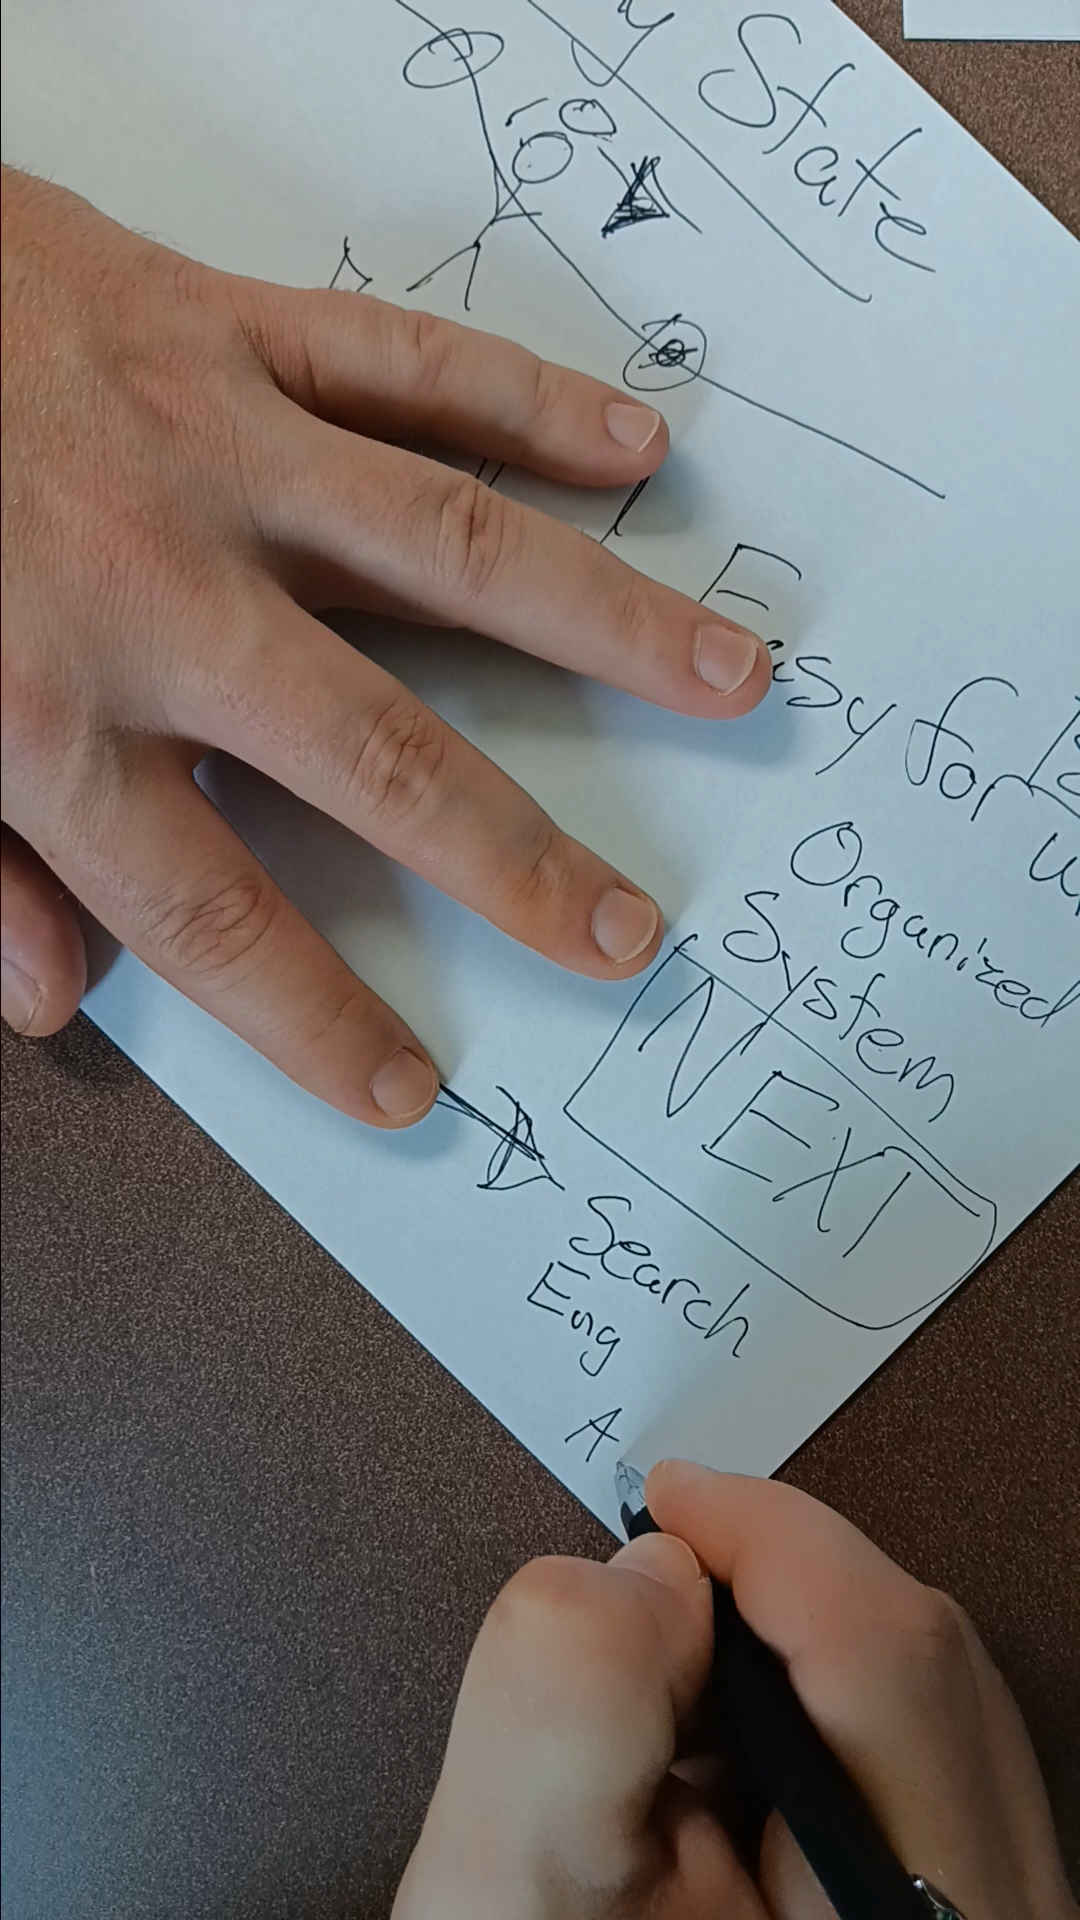 y State
Easy for
Organized
System
NEXT
Search
Eng
A